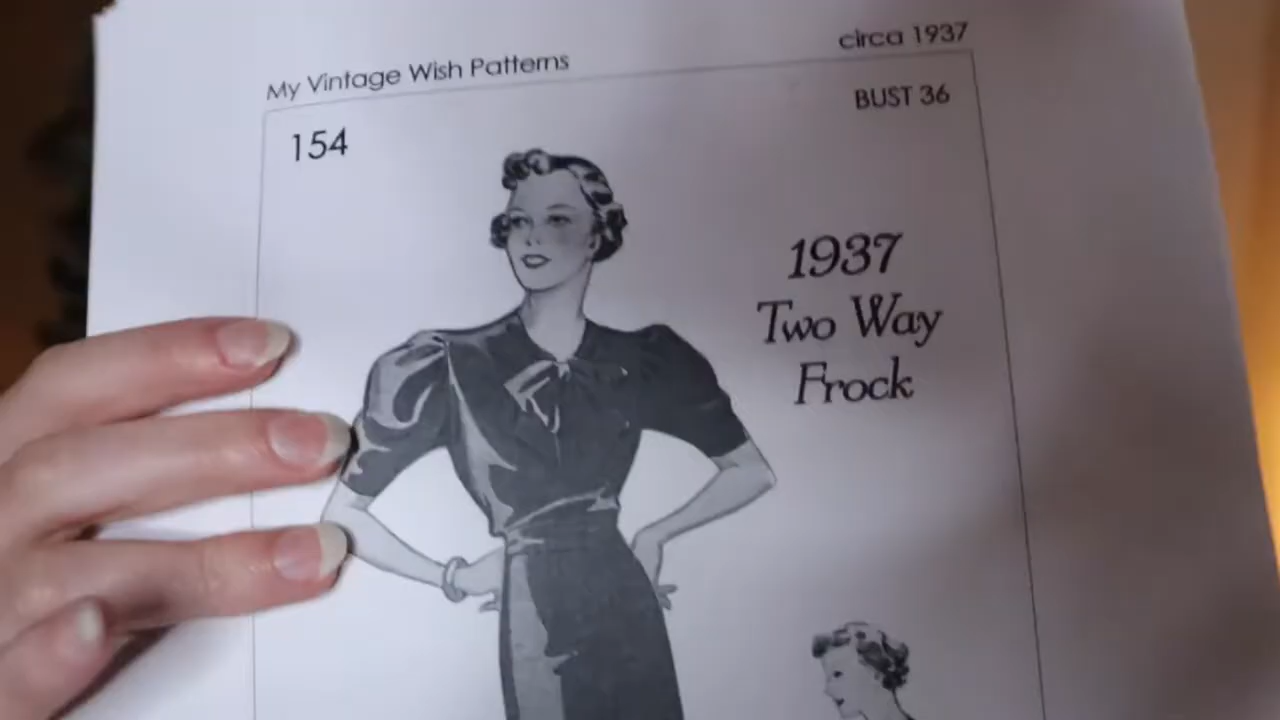 My Vintage Wish Patterns
circa 1937
154
BUST 36
1937
Two Way
Frock